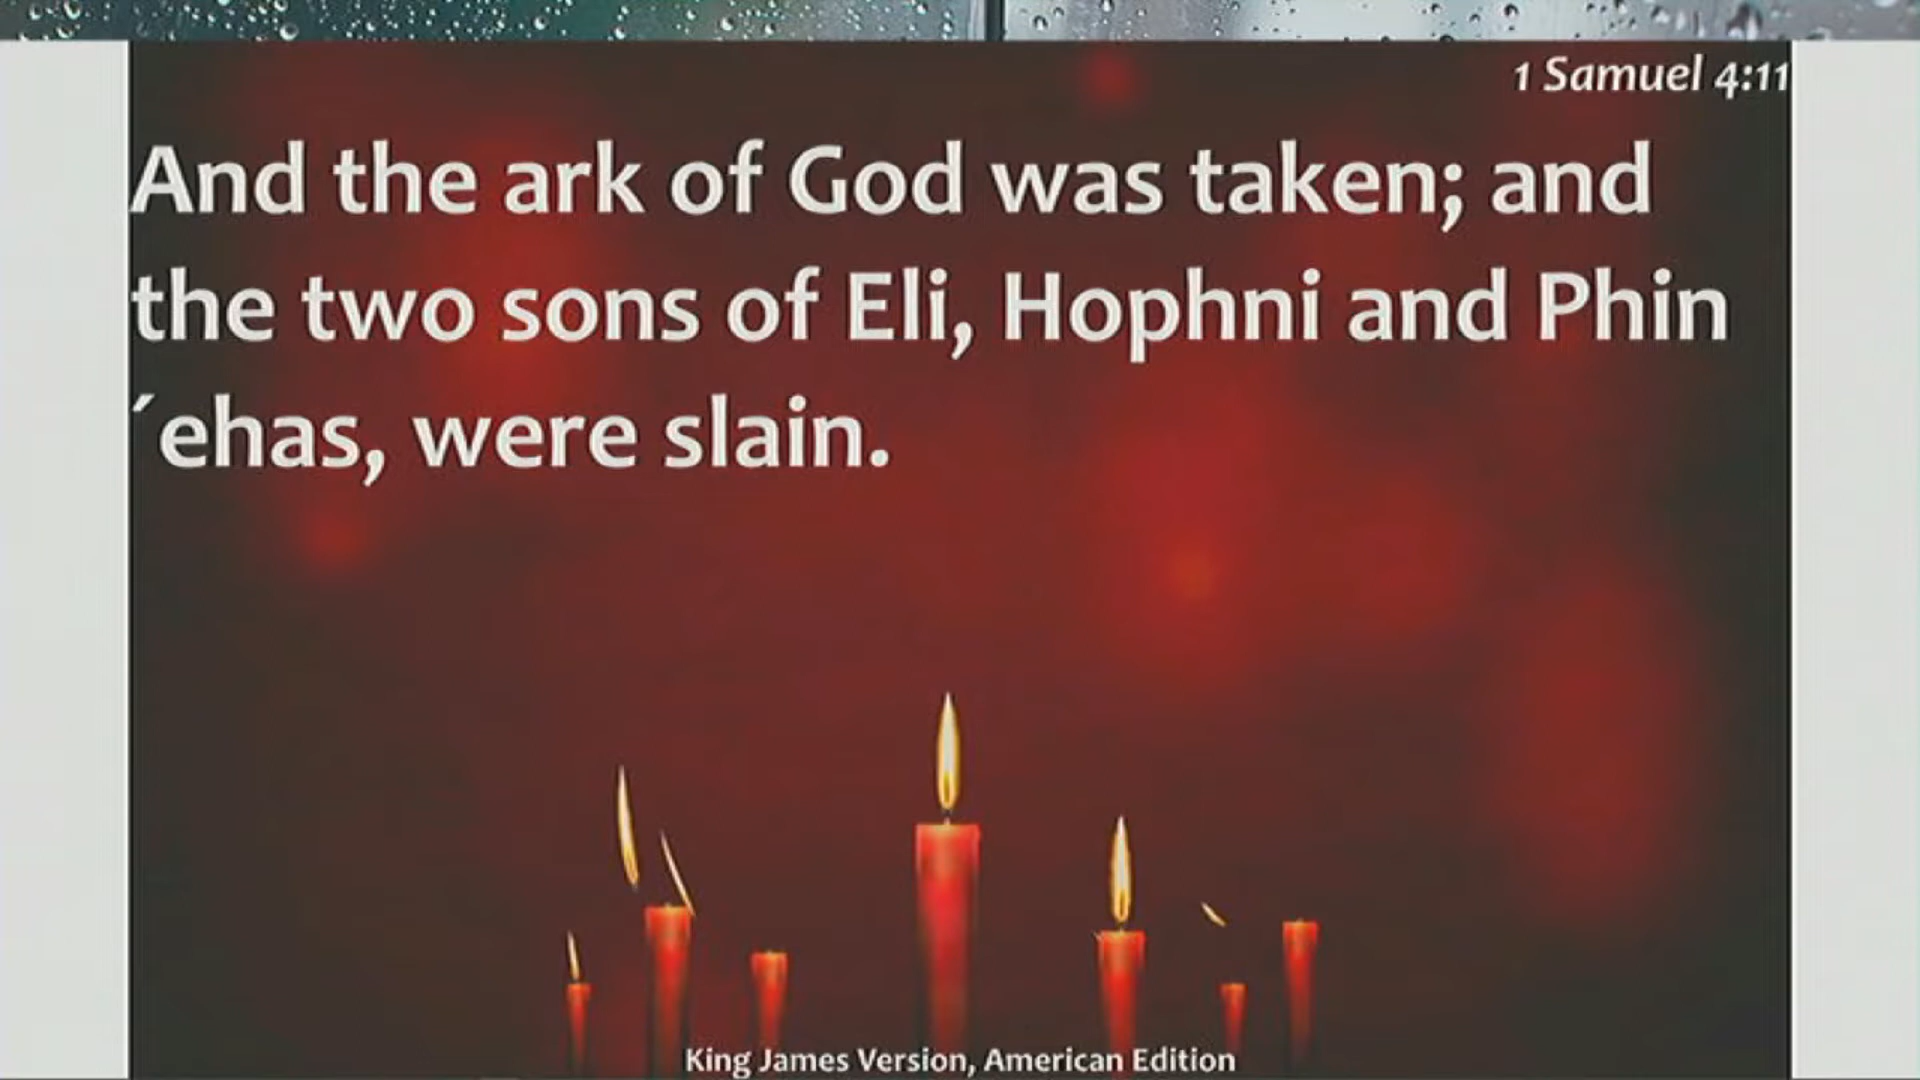 1 Samuel 4:11
And the ark of God was taken; and
the two sons of Eli, Hophni and Phin
´ehas, were slain.
King James Version, American Edition